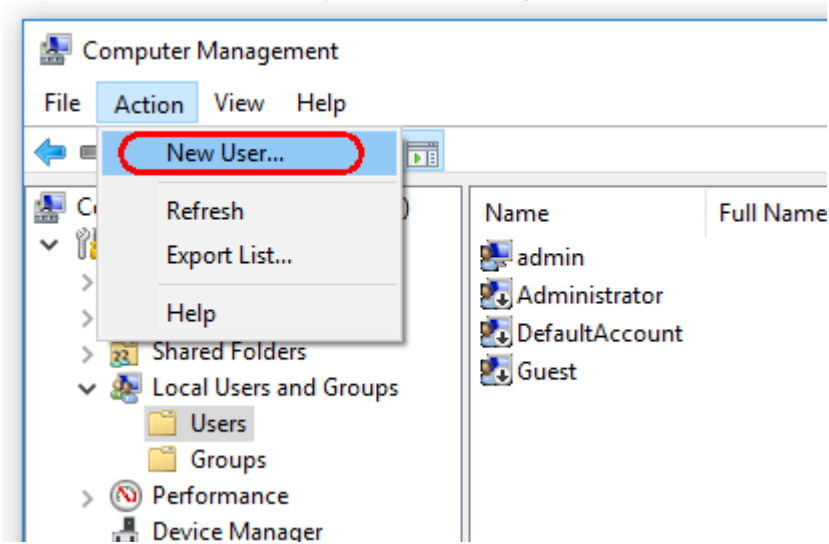 Computer Management
File Action View Help
New User...
Refresh
Export List...
Help
Name Full Name
admin
Administrator
DefaultAccount
Guest
Shared Folders
Local Users and Groups
Users
Groups
Performance
Device Manager